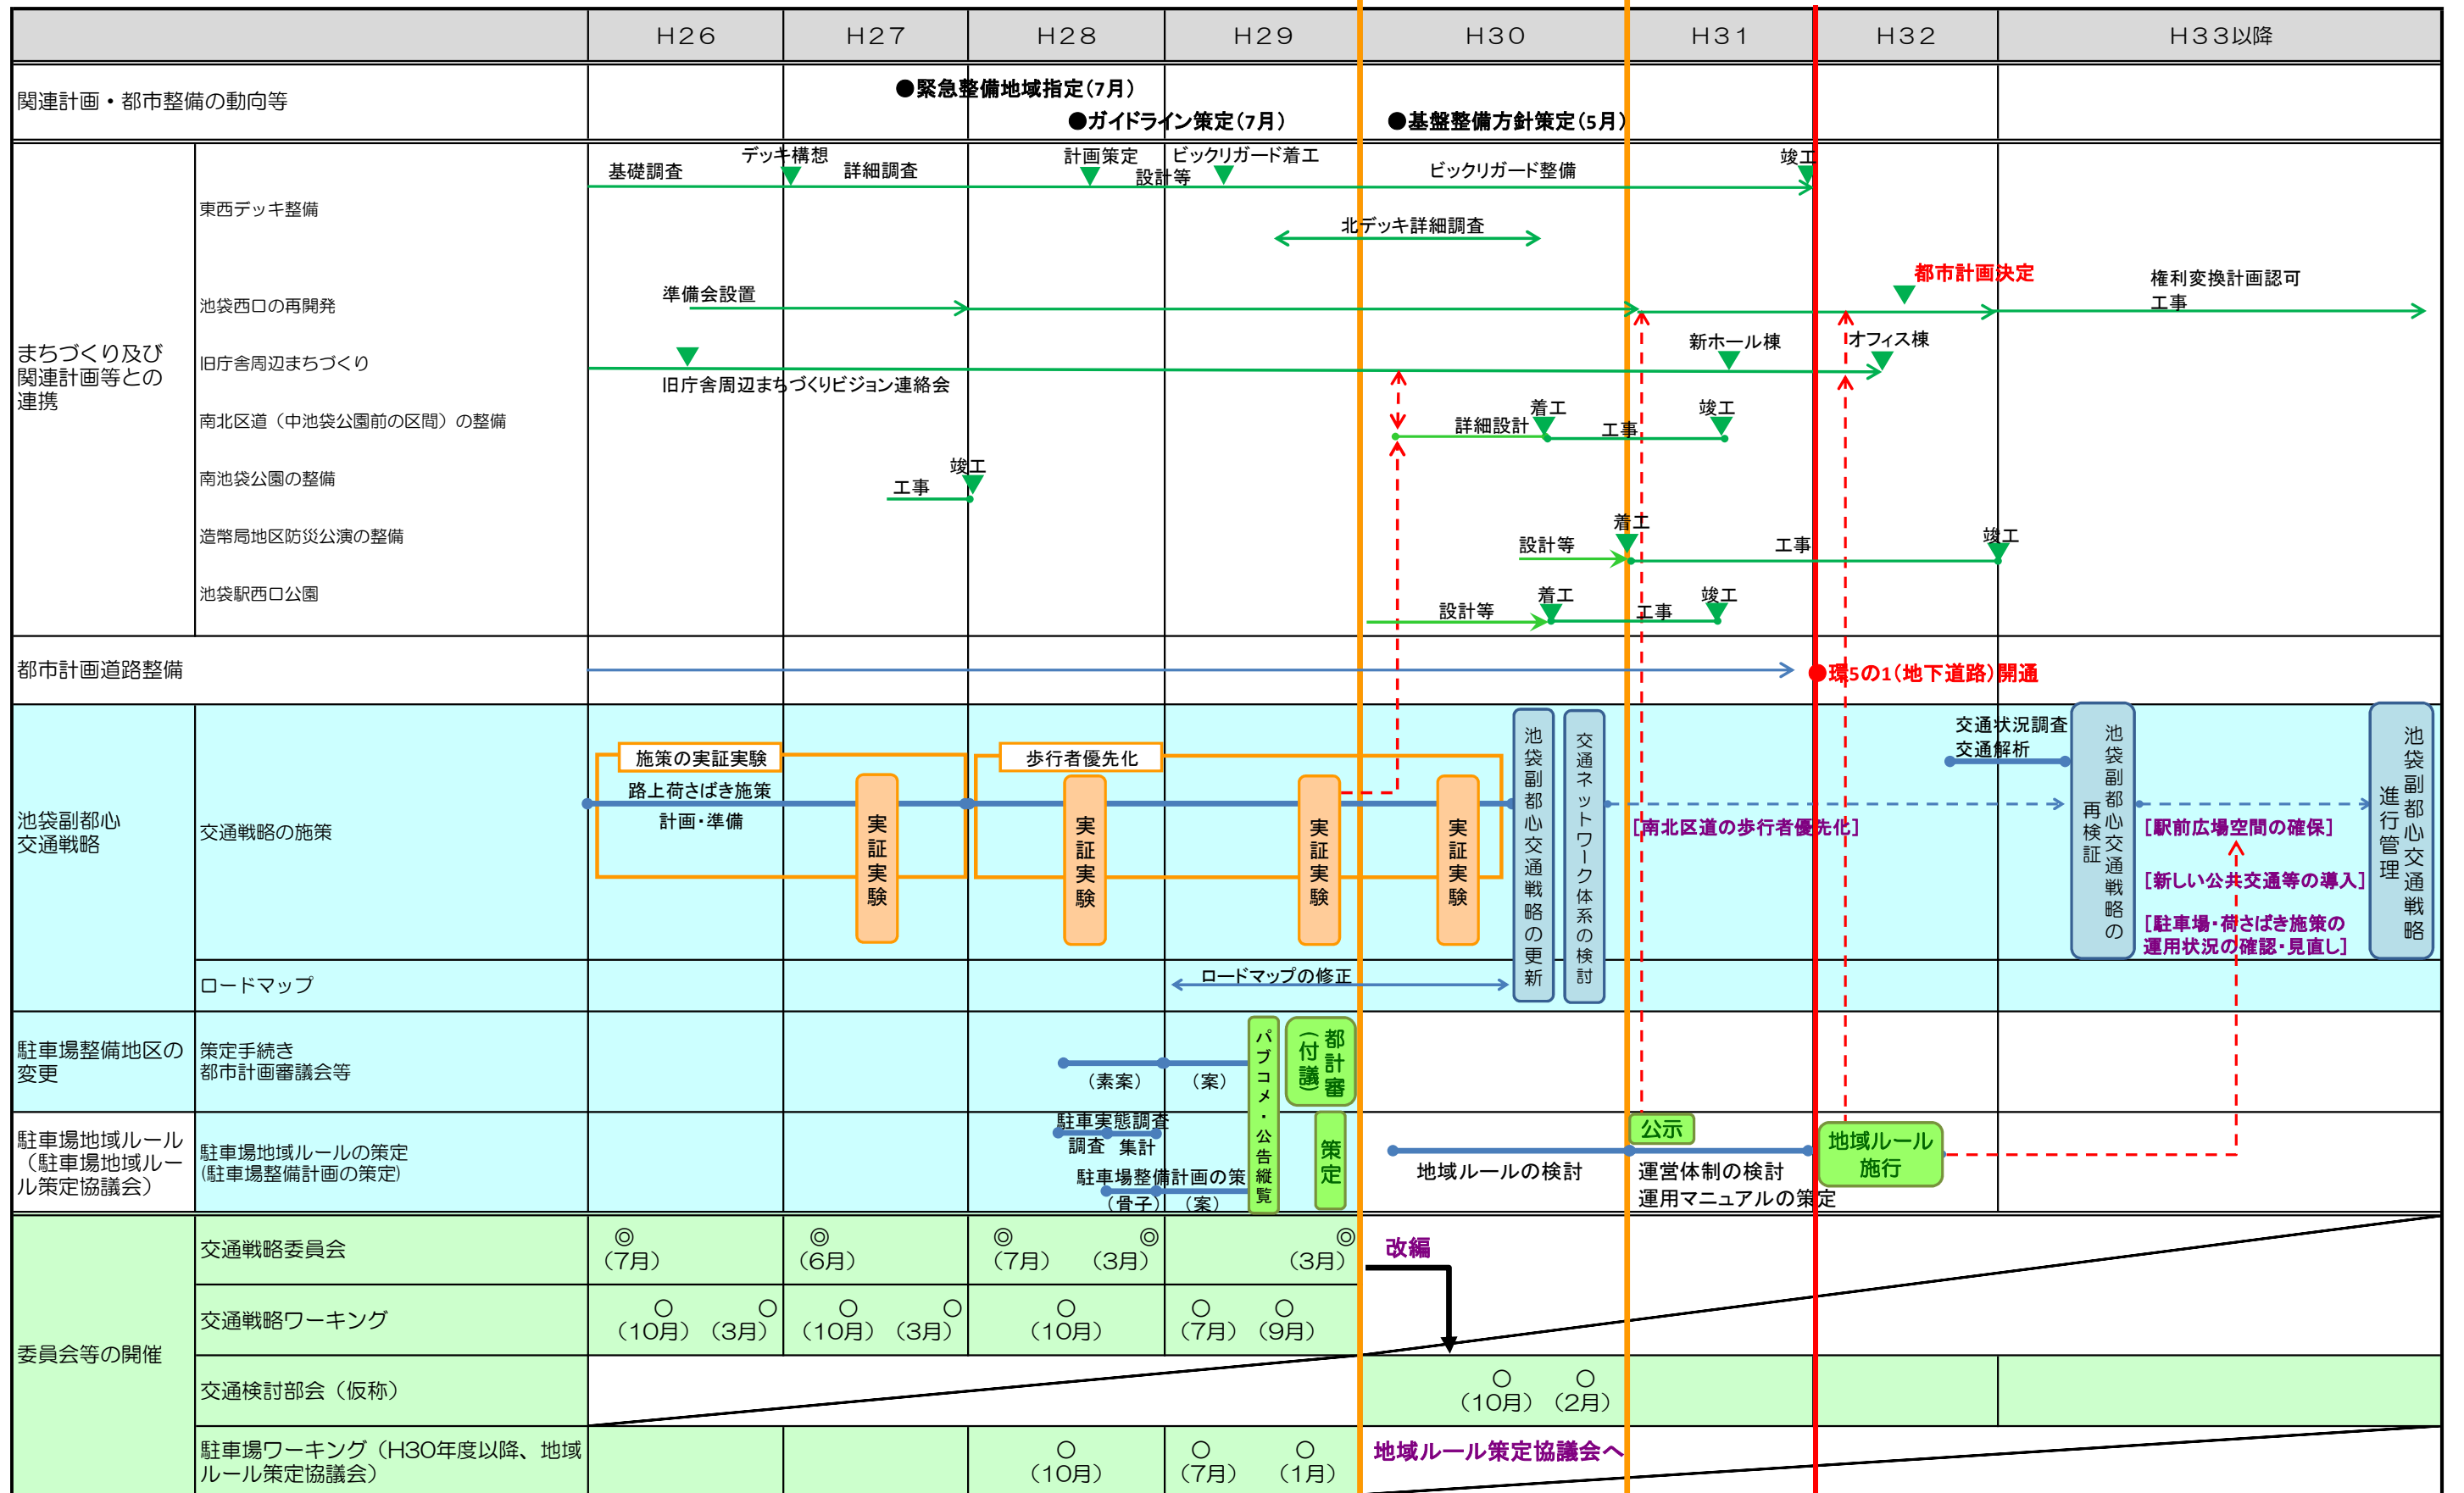 H26 H27 H28 H29 H30 H31 H32 H33以降
関連計画・都市整備の動向等
●緊急整備地域指定(7月)
●ガイドライン策定(7月)
●基盤整備方針策定(5月)
まちづくり及び
関連計画等との
連携
東西デッキ整備
基礎調査
デッキ構想
詳細調査
計画策定
設計等
ビックリガード着工
ビックリガード整備
竣工
北デッキ詳細調査
池袋西口の再開発
準備会設置
都市計画決定
権利変換計画認可
工事
旧庁舎周辺まちづくり
旧庁舎周辺まちづくりビジョン連絡会
新ホール棟
オフィス棟
南北区道（中池袋公園前の区間）の整備
詳細設計
着工
工事
竣工
南池袋公園の整備
工事
竣工
造幣局地区防災公演の整備
設計等
着工
工事
竣工
池袋駅西口公園
設計等
着工
工事
竣工
都市計画道路整備
●環5の1(地下道路)開通
池袋副都心
交通戦略
交通戦略の施策
施策の実証実験
路上荷さばき施策
計画・準備
実証実験
歩行者優先化
実証実験
実証実験
実証実験
池袋副都心交通戦略の更新
交通ネットワーク体系の検討
[南北区道の歩行者優先化]
交通状況調査
交通解析
池袋副都心交通戦略の
再検証
[駅前広場空間の確保]
[新しい公共交通等の導入]
[駐車場・荷さばき施策の
運用状況の確認・見直し]
池袋副都心交通戦略
進行管理
ロードマップ
ロードマップの修正
駐車場整備地区の
変更
策定手続き
都市計画審議会等
（素案）
（案）
パブコメ・公告縦覧
都計審
（付議）
駐車場地域ルール
（駐車場地域ルー
ル策定協議会）
駐車場地域ルールの策定
(駐車場整備計画の策定)
駐車実態調査
調査 集計
駐車場整備計画の策
（骨子）
（案）
策定
地域ルールの検討
公示
運営体制の検討
運用マニュアルの策定
地域ルール
施行
委員会等の開催
交通戦略委員会
◎ ◎ ◎ ◎ ◎
（7月） （6月） （7月） （3月） （3月）
改編
交通戦略ワーキング
○ ○ ○ ○ ○ ○ ○
（10月） （3月） （10月） （3月） （10月） （7月） （9月）
交通検討部会（仮称）
○ ○
（10月） （2月）
駐車場ワーキング（H30年度以降、地域
ルール策定協議会）
○ ○ ○
（10月） （7月） （1月）
地域ルール策定協議会へ